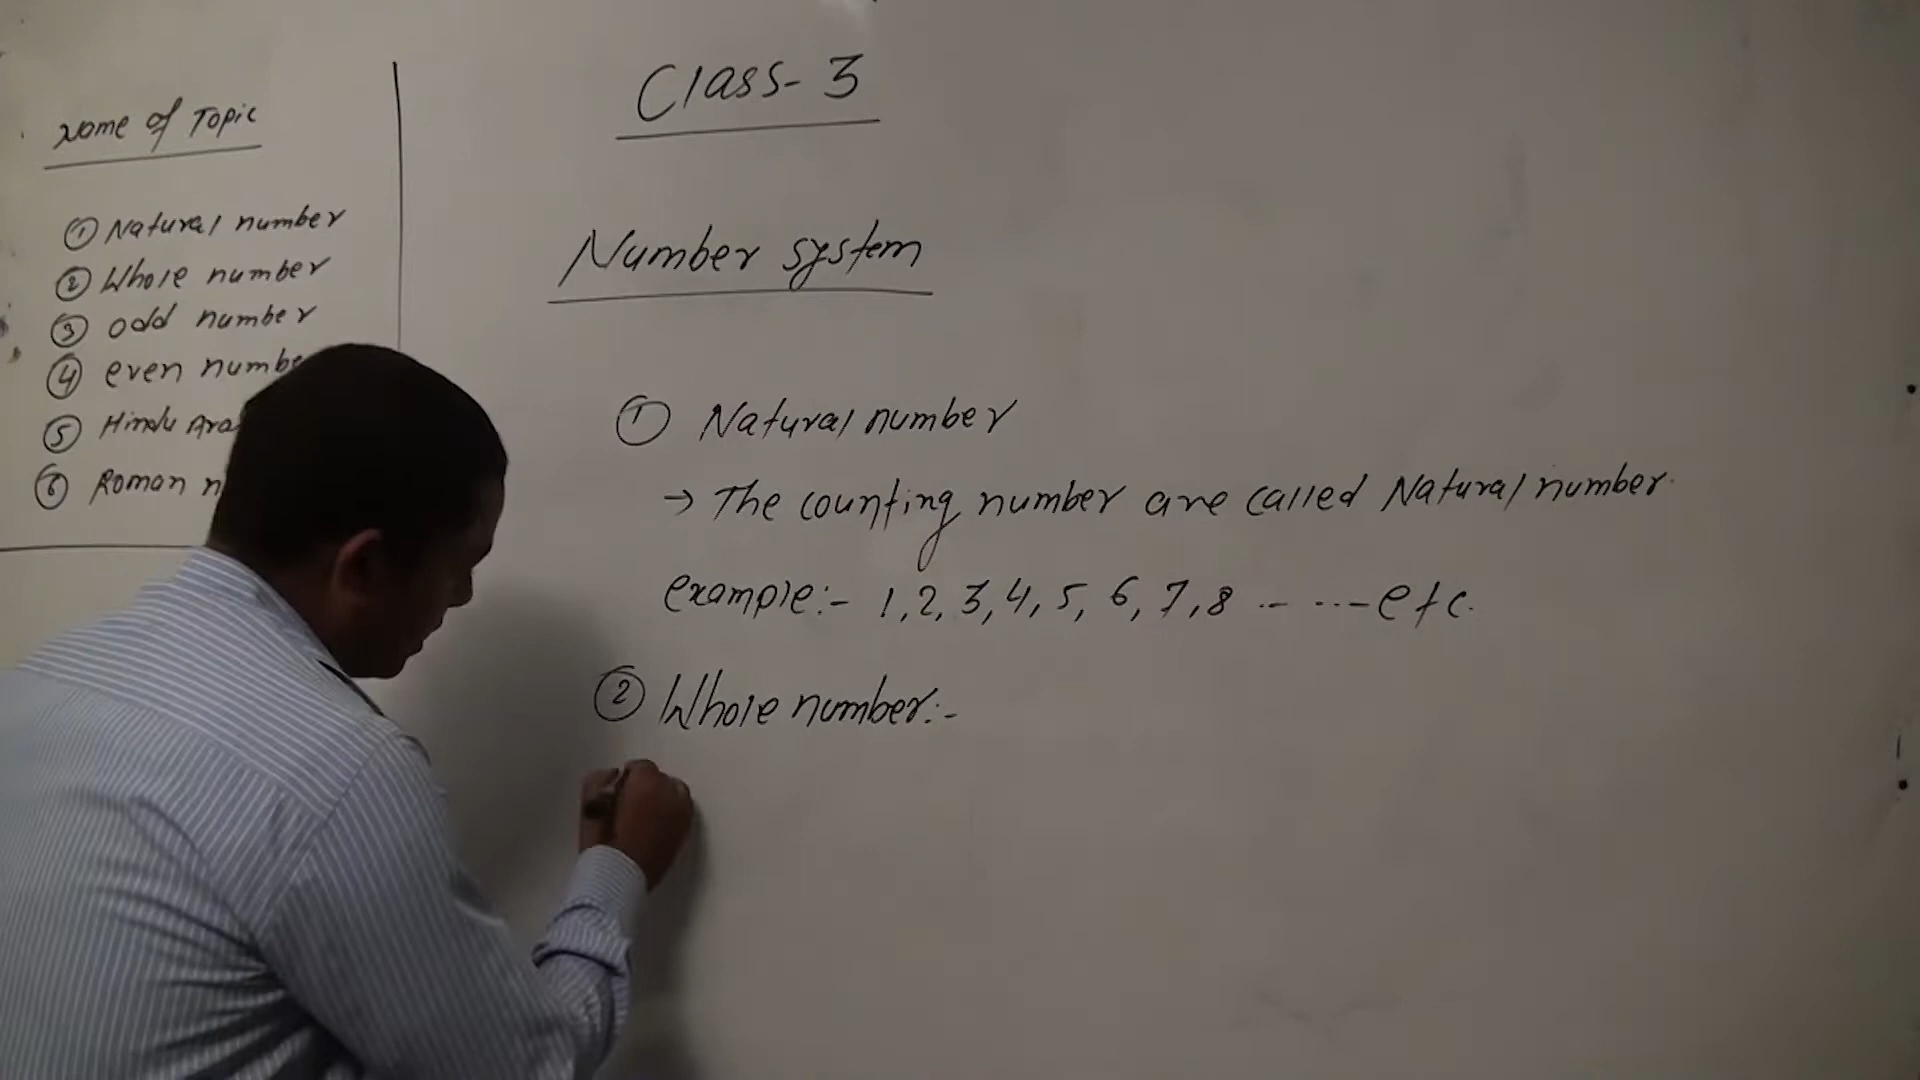 Name of Topic
① Natural number
② Whole number
③ odd number
④ even numbe
⑤ Hindu Ara
⑥ Roman n
Class- 3
Number system
① Natural number
→ The counting number are called Natural number.
example:- 1, 2, 3, 4, 5, 6, 7, 8 -- ---etc.
② Whole number:-